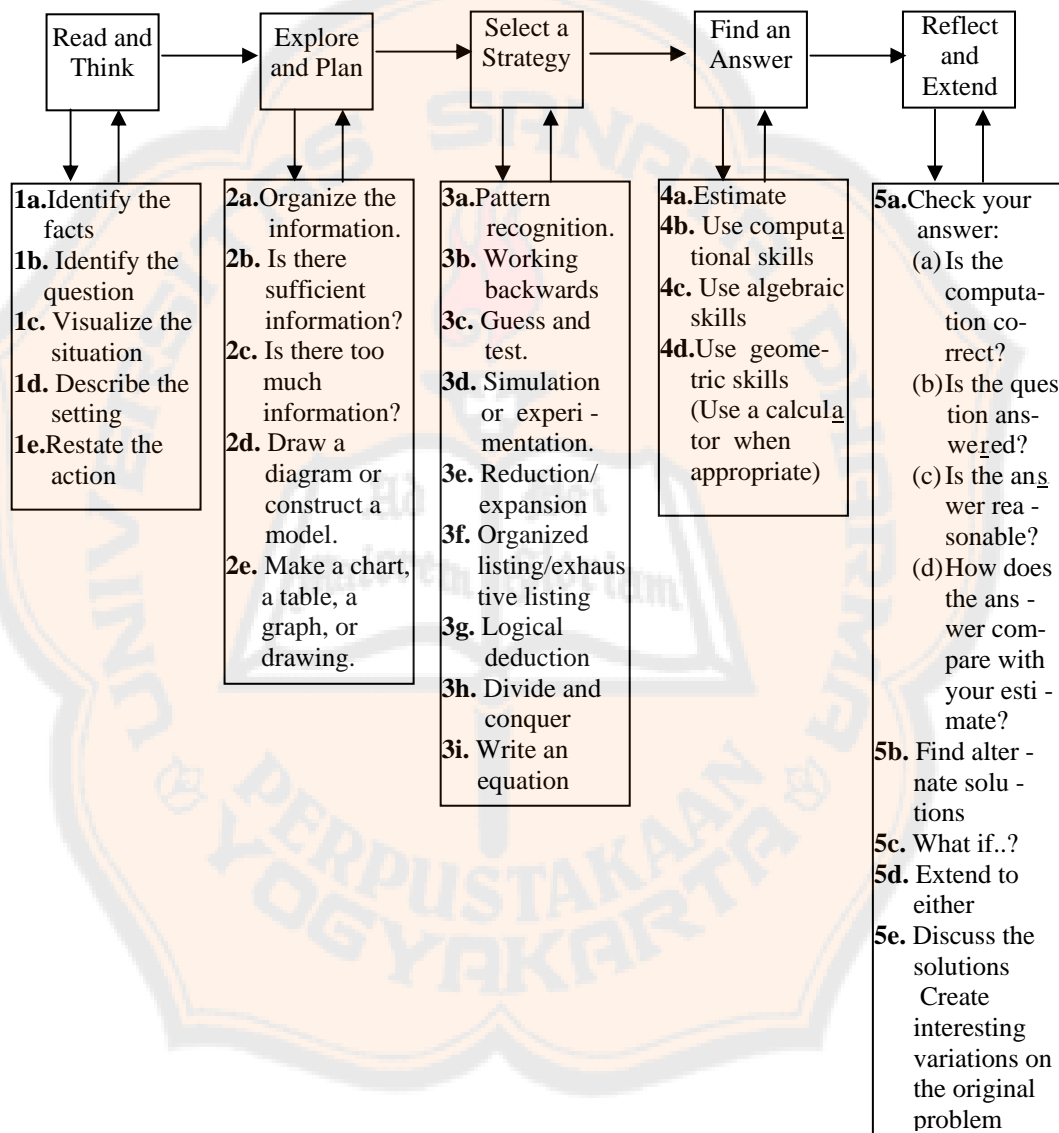 Read and
Think
Explore
and Plan
Select a
Strategy
Find an
Answer
Reflect
and
Extend
1a.Identify the
facts
1b. Identify the
question
1c. Visualize the
situation
1d. Describe the
setting
1e.Restate the
action
2a.Organize the
information.
2b. Is there
sufficient
information?
2c. Is there too
much
information?
2d. Draw a
diagram or
construct a
model.
2e. Make a chart,
a table, a
graph, or
drawing.
3a.Pattern
recognition.
3b. Working
backwards
3c. Guess and
test.
3d. Simulation
or experi -
mentation.
3e. Reduction/
expansion
3f. Organized
listing/exhaus
tive listing
3g. Logical
deduction
3h. Divide and
conquer
3i. Write an
equation
4a.Estimate
4b. Use computa
tional skills
4c. Use algebraic
skills
4d.Use geome-
tric skills
(Use a calcula
tor when
appropriate)
5a.Check your
answer:
(a) Is the
computa-
tion co-
rrect?
(b) Is the ques
tion ans-
wered?
(c) Is the ans
wer rea -
sonable?
(d) How does
the ans -
wer com-
pare with
your esti -
mate?
5b. Find alter -
nate solu -
tions
5c. What if..?
5d. Extend to
either
5e. Discuss the
solutions
Create
interesting
variations on
the original
problem
UNIVERSITAS SANATA DHARMA
Ad Maiorem Dei Gloriam
PERPUSTAKAAN
YOGYAKARTA